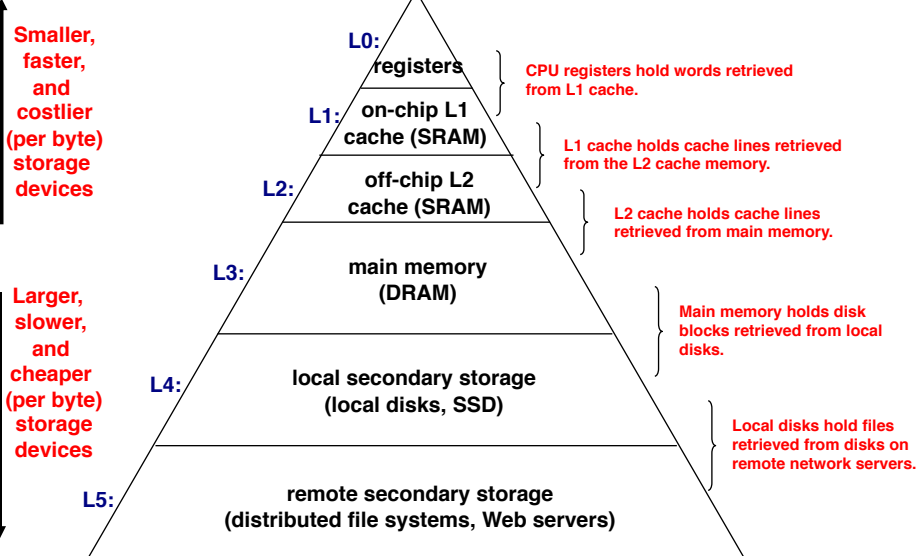 Smaller,
faster,
and
costlier
(per byte)
storage
devices
Larger,
slower,
and
cheaper
(per byte)
storage
devices
L0:
registers
L1:
on-chip L1
cache (SRAM)
L2:
off-chip L2
cache (SRAM)
L3:
main memory
(DRAM)
L4:
local secondary storage
(local disks, SSD)
L5:
remote secondary storage
(distributed file systems, Web servers)
CPU registers hold words retrieved
from L1 cache.
L1 cache holds cache lines retrieved
from the L2 cache memory.
L2 cache holds cache lines
retrieved from main memory.
Main memory holds disk
blocks retrieved from local
disks.
Local disks hold files
retrieved from disks on
remote network servers.